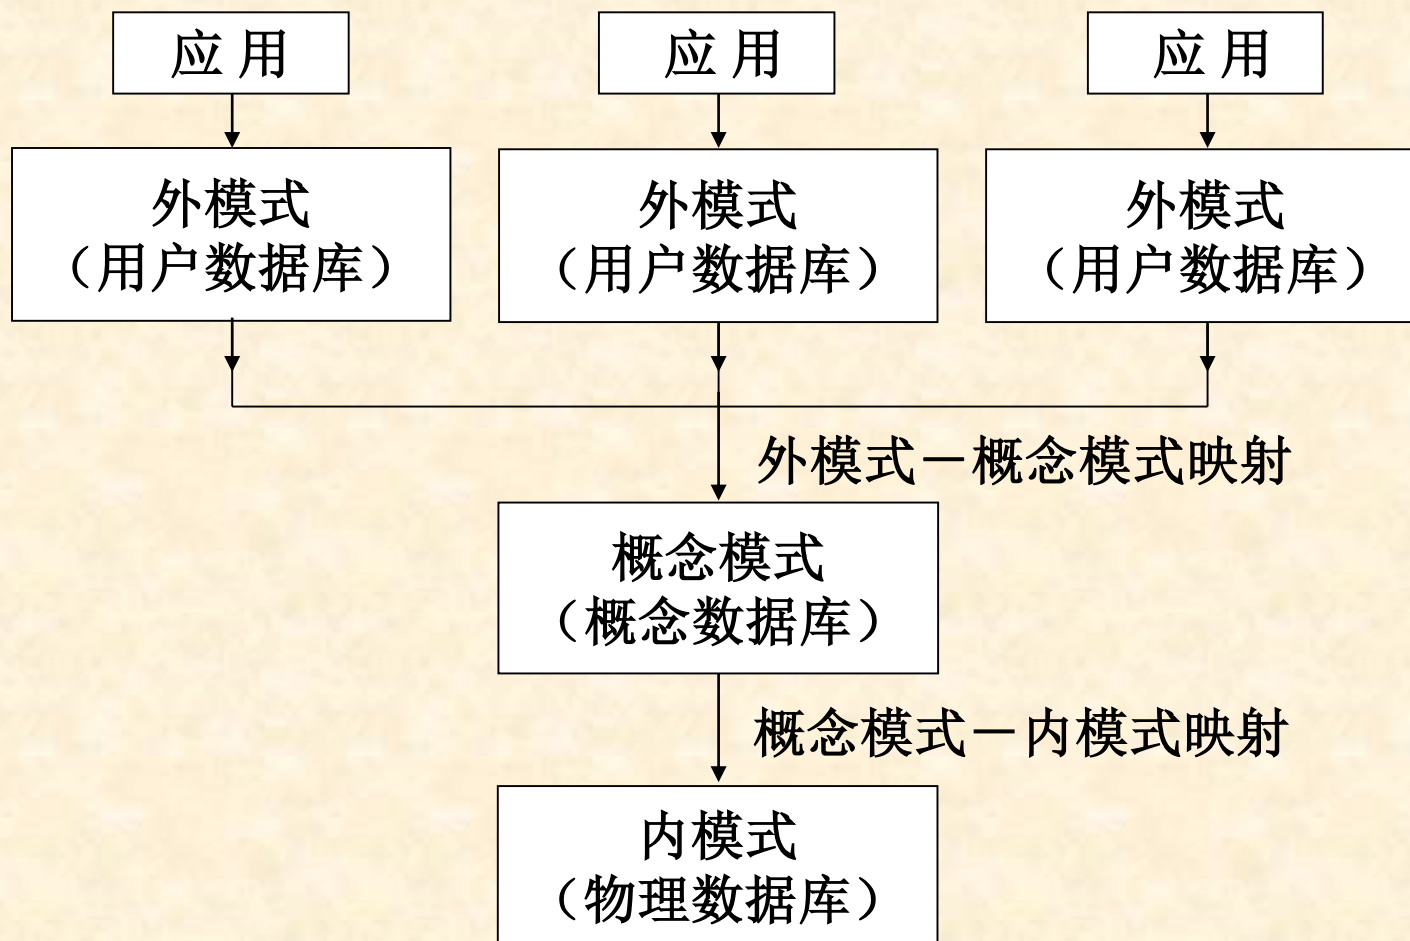 应 用
应 用
应 用
外模式
（用户数据库）
外模式
（用户数据库）
外模式
（用户数据库）
外模式－概念模式映射
概念模式
（概念数据库）
概念模式－内模式映射
内模式
（物理数据库）